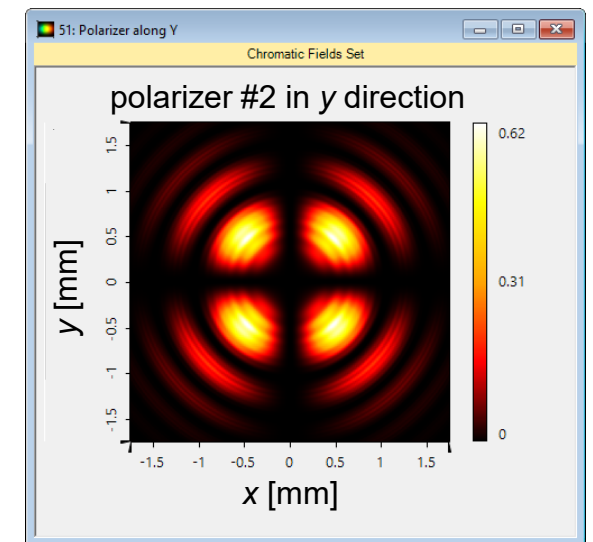 51: Polarizer along Y
Chromatic Fields Set
polarizer #2 in y direction
0.62
0.31
0
y [mm]
1.5
1
0.5
0
-0.5
-1
-1.5
-1.5 -1 -0.5 0 0.5 1 1.5
x [mm]